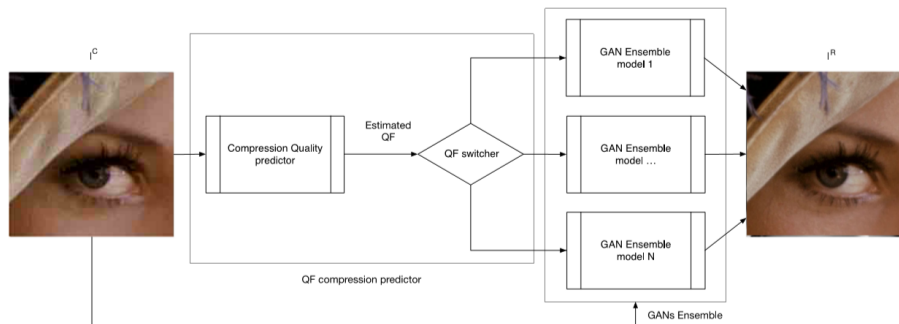 I^C
Compression Quality
predictor
Estimated
QF
QF switcher
QF compression predictor
GAN Ensemble
model 1
GAN Ensemble
model ...
GAN Ensemble
model N
GANs Ensemble
I^R